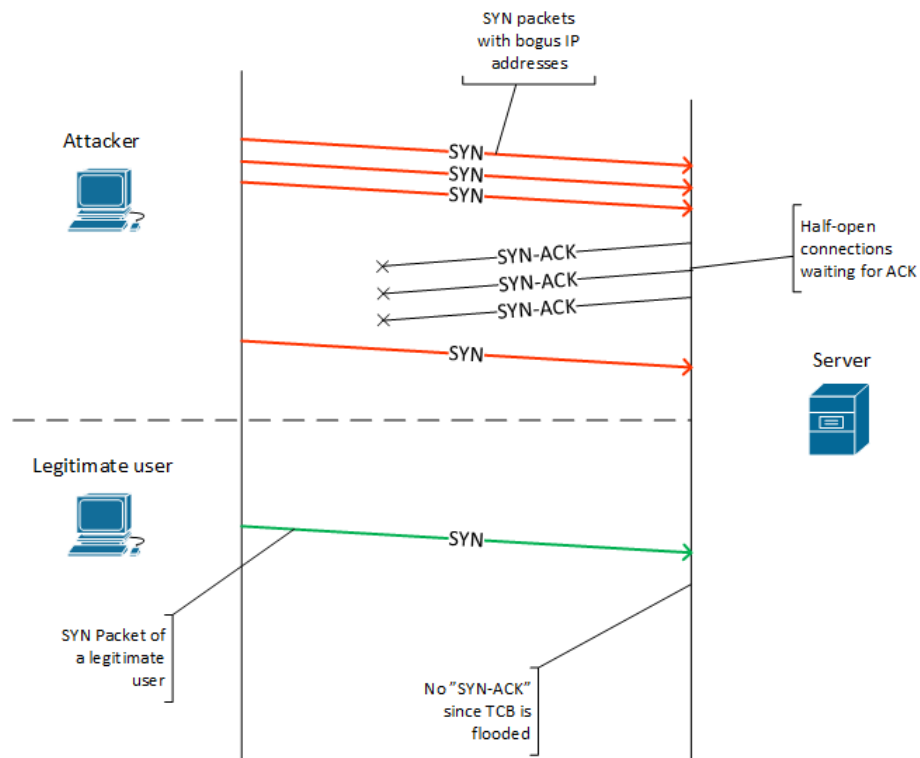 SYN packets
with bogus IP
addresses
Attacker
SYN
SYN
SYN
Half-open
connections
waiting for ACK
SYN-ACK
SYN-ACK
SYN-ACK
SYN
Server
Legitimate user
SYN
SYN Packet of
a legitimate
user
No "SYN-ACK"
since TCB is
flooded